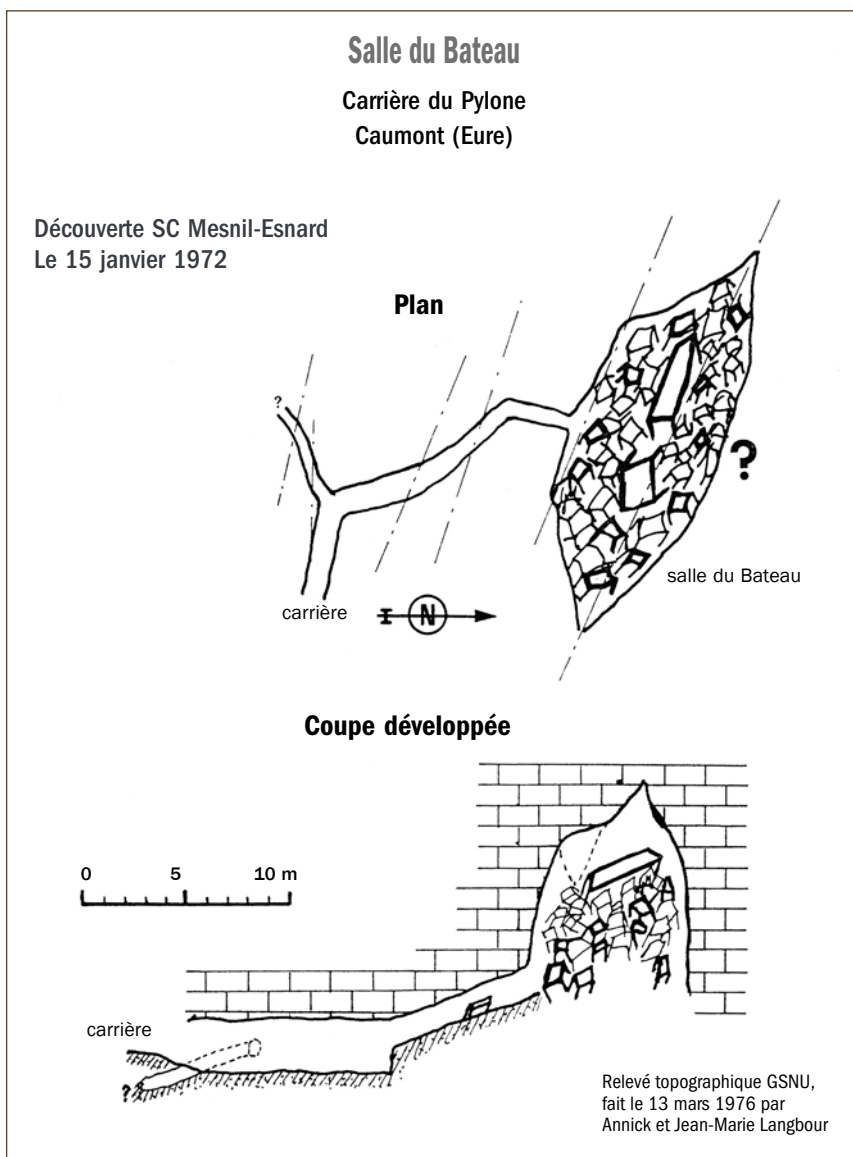 Salle du Bateau
Carrière du Pylone
Caumont (Eure)
Découverte SC Mesnil-Esnard
Le 15 janvier 1972
Plan
?
?
salle du Bateau
carrière
N
Coupe développée
0 5 10 m
carrière
?
Relevé topographique GSNU,
fait le 13 mars 1976 par
Annick et Jean-Marie Langbour